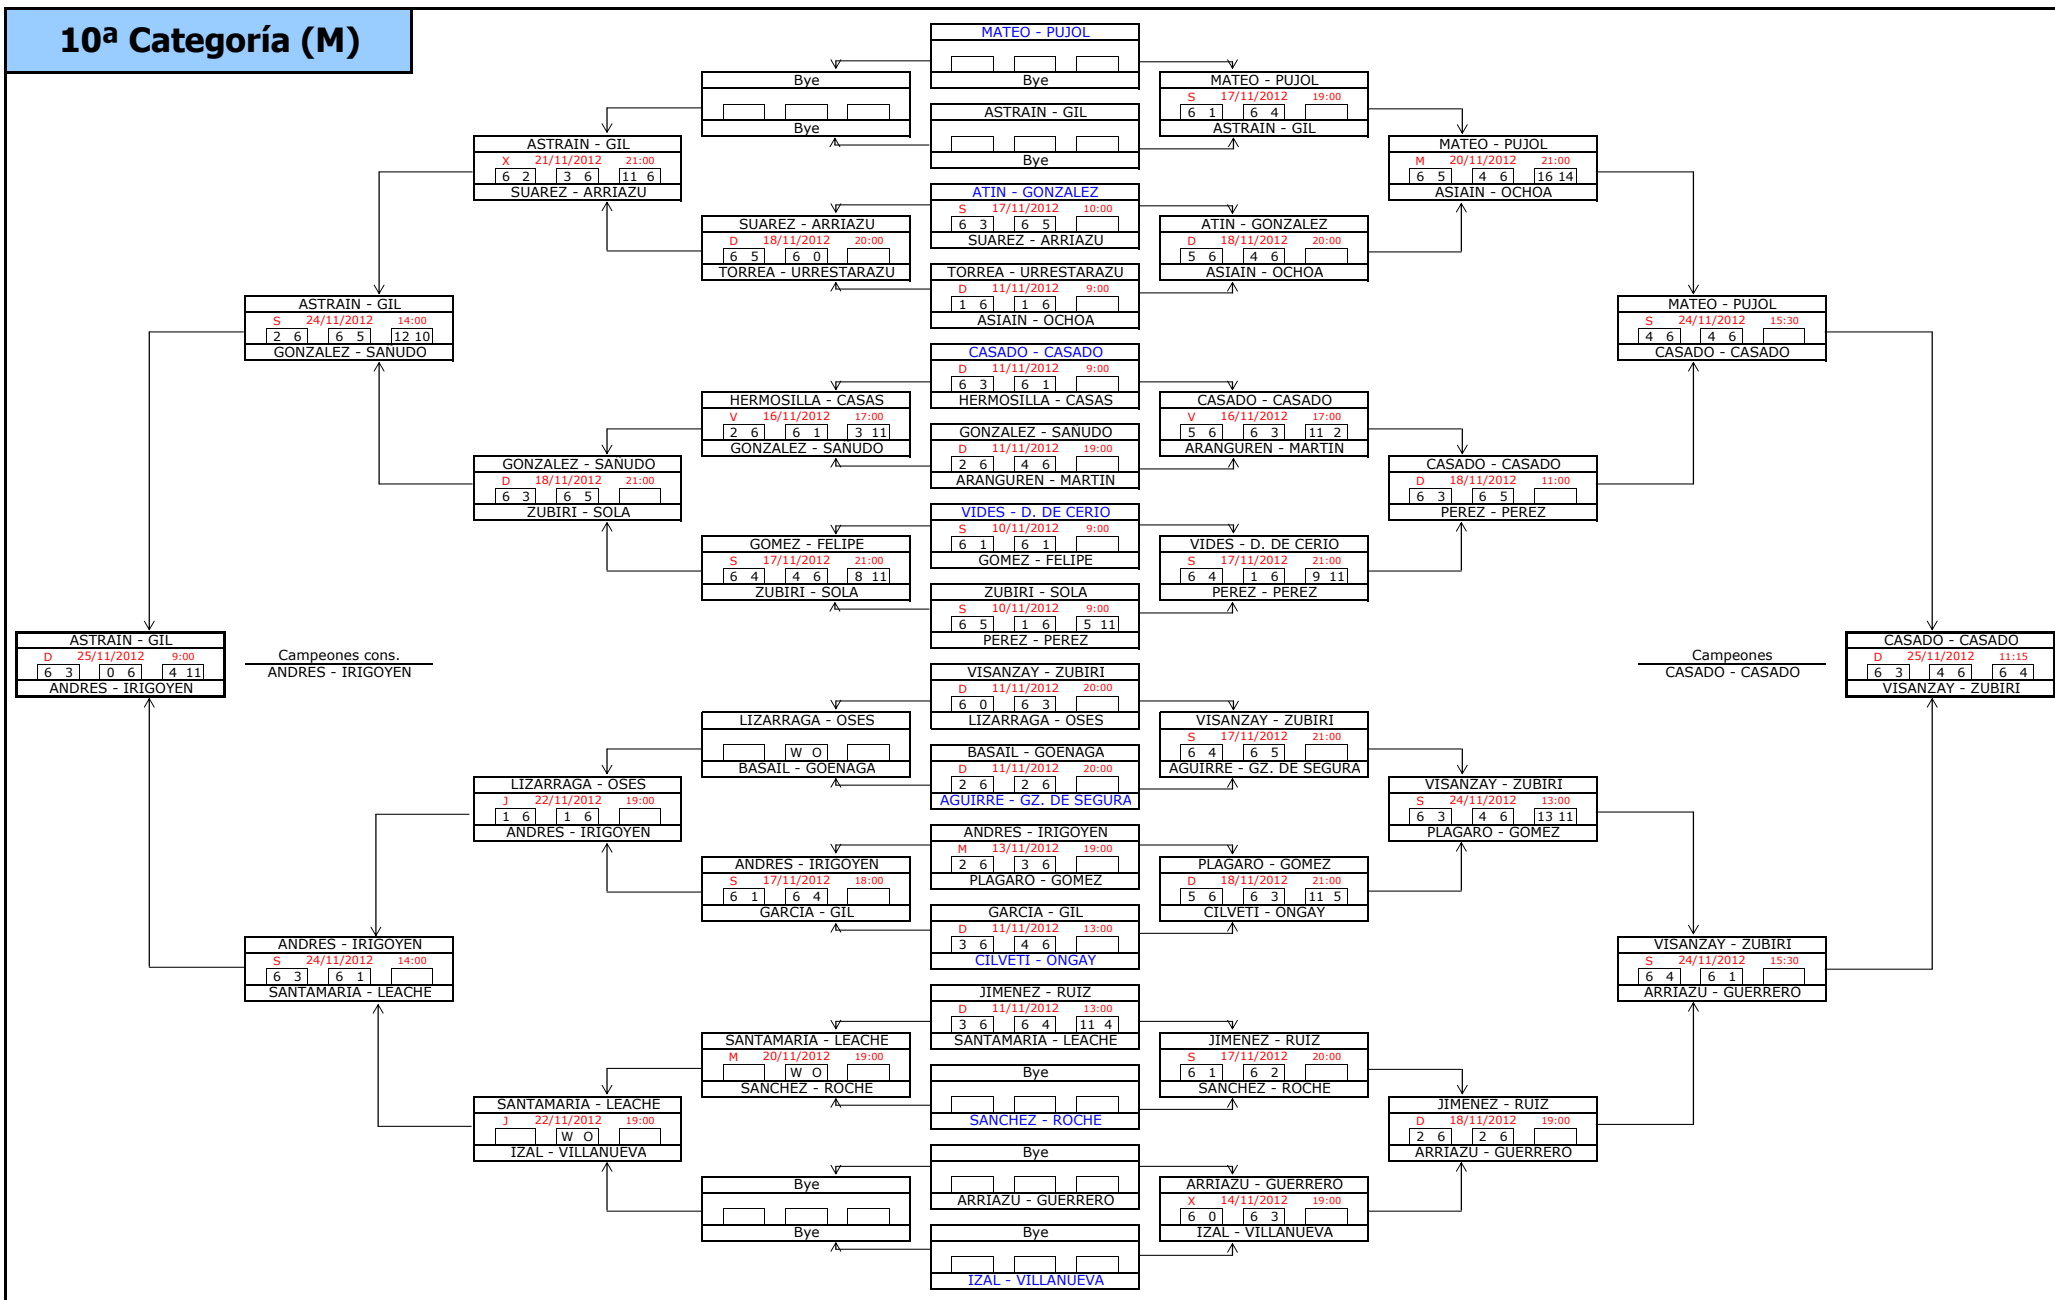 10ª Categoría (M)
MATEO - PUJOL
Bye
ASTRAIN - GIL
Bye
ATIN - GONZALEZ
S 17/11/2012 10:00
6 3 6 5
SUAREZ - ARRIAZU
TORREA - URRESTARAZU
D 11/11/2012 9:00
1 6 1 6
ASIAIN - OCHOA
CASADO - CASADO
D 11/11/2012 9:00
6 3 6 1
HERMOSILLA - CASAS
GONZALEZ - SAÑUDO
D 11/11/2012 19:00
2 6 4 6
ARANGUREN - MARTIN
VIDES - D. DE CERIO
S 10/11/2012 9:00
6 1 6 1
GOMEZ - FELIPE
ZUBIRI - SOLA
S 10/11/2012 9:00
6 5 1 6 5 11
PEREZ - PEREZ
VISANZAY - ZUBIRI
D 11/11/2012 20:00
6 0 6 3
LIZARRAGA - OSES
BASAIL - GOENAGA
D 11/11/2012 20:00
2 6 2 6
AGUIRRE - GZ. DE SEGURA
ANDRES - IRIGOYEN
M 13/11/2012 19:00
2 6 3 6
PLAGARO - GOMEZ
GARCIA - GIL
D 11/11/2012 13:00
3 6 4 6
CILVETI - ONGAY
JIMENEZ - RUIZ
D 11/11/2012 13:00
3 6 6 4 11 4
SANTAMARIA - LEACHE
Bye
SANCHEZ - ROCHE
Bye
ARRIAZU - GUERRERO
Bye
IZAL - VILLANUEVA
Bye
Bye
SUAREZ - ARRIAZU
D 18/11/2012 20:00
6 5 6 0
TORREA - URRESTARAZU
HERMOSILLA - CASAS
V 16/11/2012 17:00
2 6 6 1 3 11
GONZALEZ - SAÑUDO
GOMEZ - FELIPE
S 17/11/2012 21:00
6 4 4 6 8 11
ZUBIRI - SOLA
LIZARRAGA - OSES
W O
BASAIL - GOENAGA
ANDRES - IRIGOYEN
S 17/11/2012 18:00
6 1 6 4
GARCIA - GIL
SANTAMARIA - LEACHE
M 20/11/2012 19:00
W O
SANCHEZ - ROCHE
Bye
Bye
ASTRAIN - GIL
X 21/11/2012 21:00
6 2 3 6 11 6
SUAREZ - ARRIAZU
GONZALEZ - SAÑUDO
D 18/11/2012 21:00
6 3 6 5
ZUBIRI - SOLA
LIZARRAGA - OSES
J 22/11/2012 19:00
1 6 1 6
ANDRES - IRIGOYEN
SANTAMARIA - LEACHE
J 22/11/2012 19:00
W O
IZAL - VILLANUEVA
ASTRAIN - GIL
S 24/11/2012 14:00
2 6 6 5 12 10
GONZALEZ - SAÑUDO
ANDRES - IRIGOYEN
S 24/11/2012 14:00
6 3 6 1
SANTAMARIA - LEACHE
ASTRAIN - GIL
D 25/11/2012 9:00
6 3 0 6 4 11
ANDRES - IRIGOYEN
Campeones cons.
ANDRES - IRIGOYEN
MATEO - PUJOL
S 17/11/2012 19:00
6 1 6 4
ASTRAIN - GIL
ATIN - GONZALEZ
D 18/11/2012 20:00
5 6 4 6
ASIAIN - OCHOA
CASADO - CASADO
V 16/11/2012 17:00
5 6 6 3 11 2
ARANGUREN - MARTIN
VIDES - D. DE CERIO
S 17/11/2012 21:00
6 4 1 6 9 11
PEREZ - PEREZ
VISANZAY - ZUBIRI
S 17/11/2012 21:00
6 4 6 5
AGUIRRE - GZ. DE SEGURA
PLAGARO - GOMEZ
D 18/11/2012 21:00
5 6 6 3 11 5
CILVETI - ONGAY
JIMENEZ - RUIZ
S 17/11/2012 20:00
6 1 6 2
SANCHEZ - ROCHE
ARRIAZU - GUERRERO
X 14/11/2012 19:00
6 0 6 3
IZAL - VILLANUEVA
MATEO - PUJOL
M 20/11/2012 21:00
6 5 4 6 16 14
ASIAIN - OCHOA
CASADO - CASADO
D 18/11/2012 11:00
6 3 6 5
PEREZ - PEREZ
VISANZAY - ZUBIRI
S 24/11/2012 13:00
6 3 4 6 13 11
PLAGARO - GOMEZ
JIMENEZ - RUIZ
D 18/11/2012 19:00
2 6 2 6
ARRIAZU - GUERRERO
MATEO - PUJOL
S 24/11/2012 15:30
4 6 4 6
CASADO - CASADO
VISANZAY - ZUBIRI
S 24/11/2012 15:30
6 4 6 1
ARRIAZU - GUERRERO
Campeones
CASADO - CASADO
CASADO - CASADO
D 25/11/2012 11:15
6 3 4 6 6 4
VISANZAY - ZUBIRI